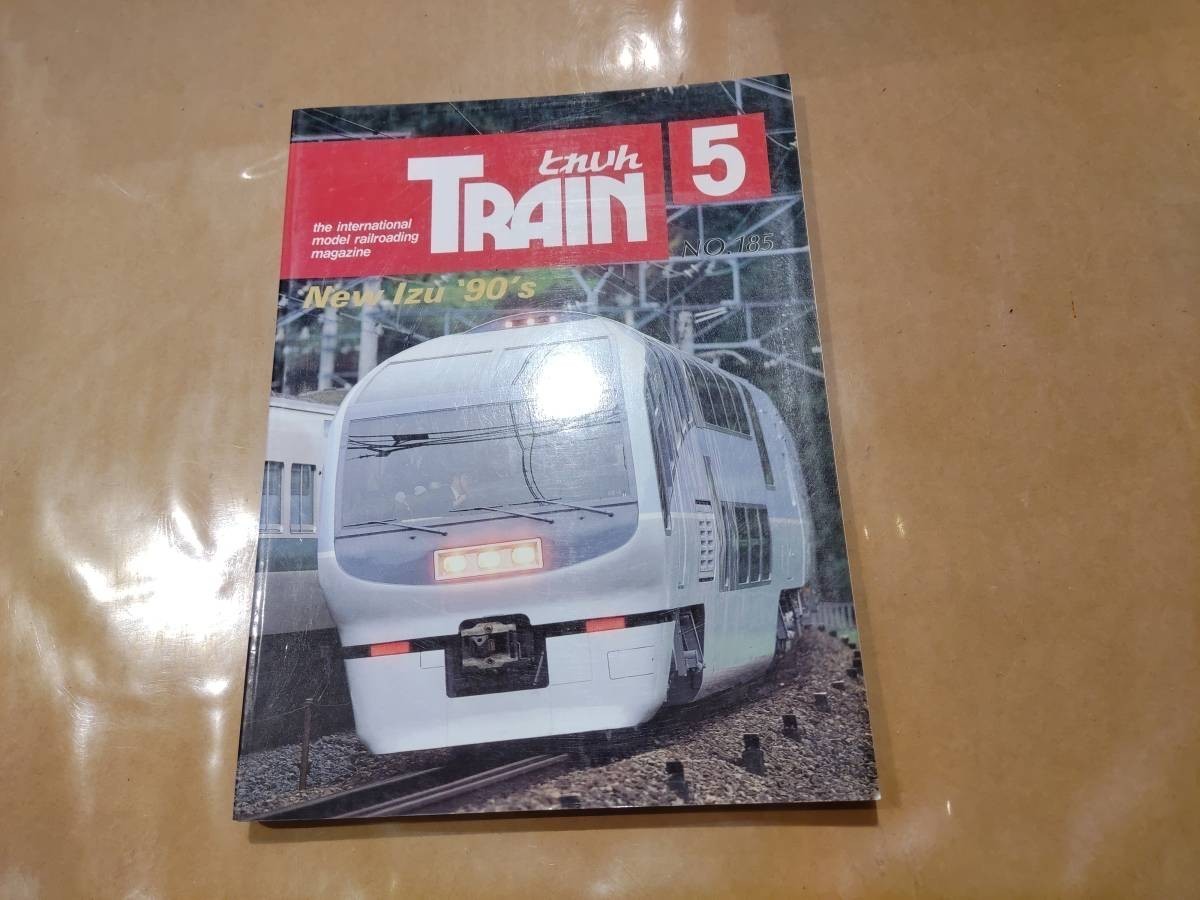 とれいん
TRAIN
the international
model railroading
magazine
5
NO. 185
New Izu '90's